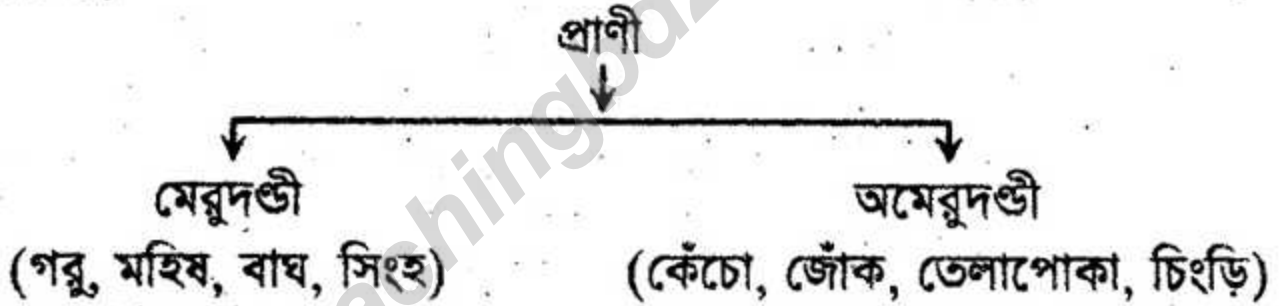 প্রাণী
মেরুদণ্ডী অমেরুদণ্ডী
(গরু, মহিষ, বাঘ, সিংহ) (কেঁচো, জোঁক, তেলাপোকা, চিংড়ি)